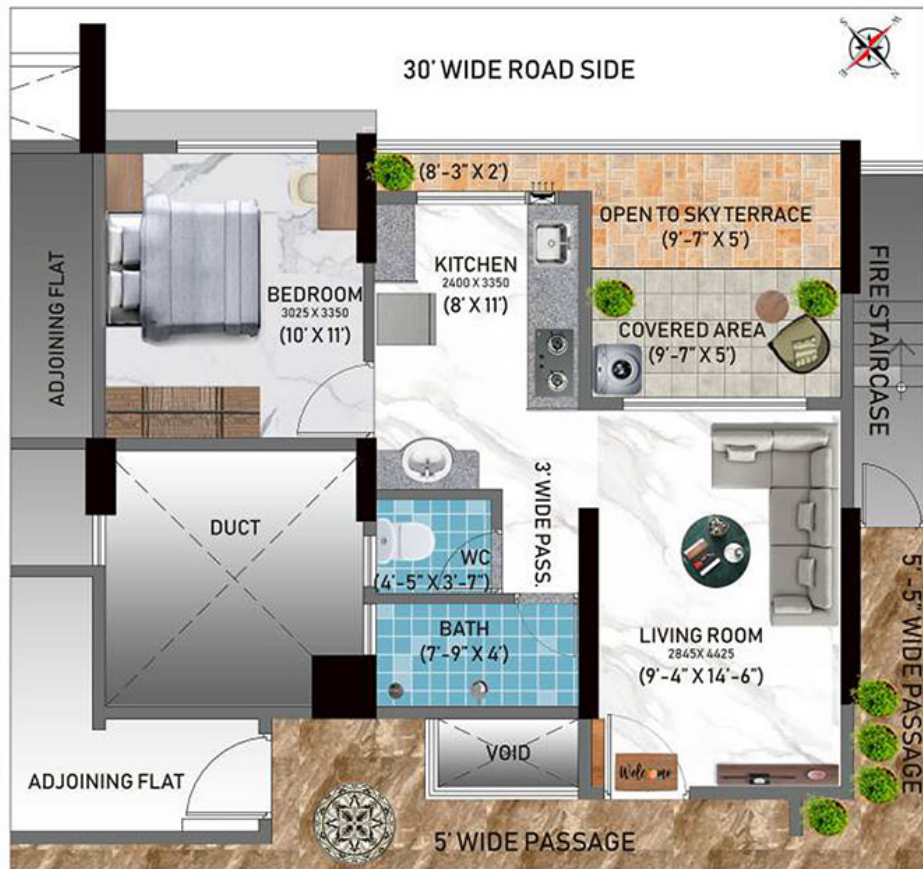 30' WIDE ROAD SIDE
(8'-3" X 2')
OPEN TO SKY TERRACE
(9'-7" X 5')
KITCHEN
2400 X 3350
(8' X 11')
BEDROOM
3025 X 3350
(10' X 11')
COVERED AREA
(9'-7" X 5')
ADJOINING FLAT
FIRE STAIRCASE
DUCT
3' WIDE PASS.
WC
(4'-5" X 3'-7")
BATH
(7'-9" X 4')
LIVING ROOM
2845X 4425
(9'-4" X 14'-6")
5'-5" WIDE PASSAGE
VOID
Welcome
ADJOINING FLAT
5' WIDE PASSAGE